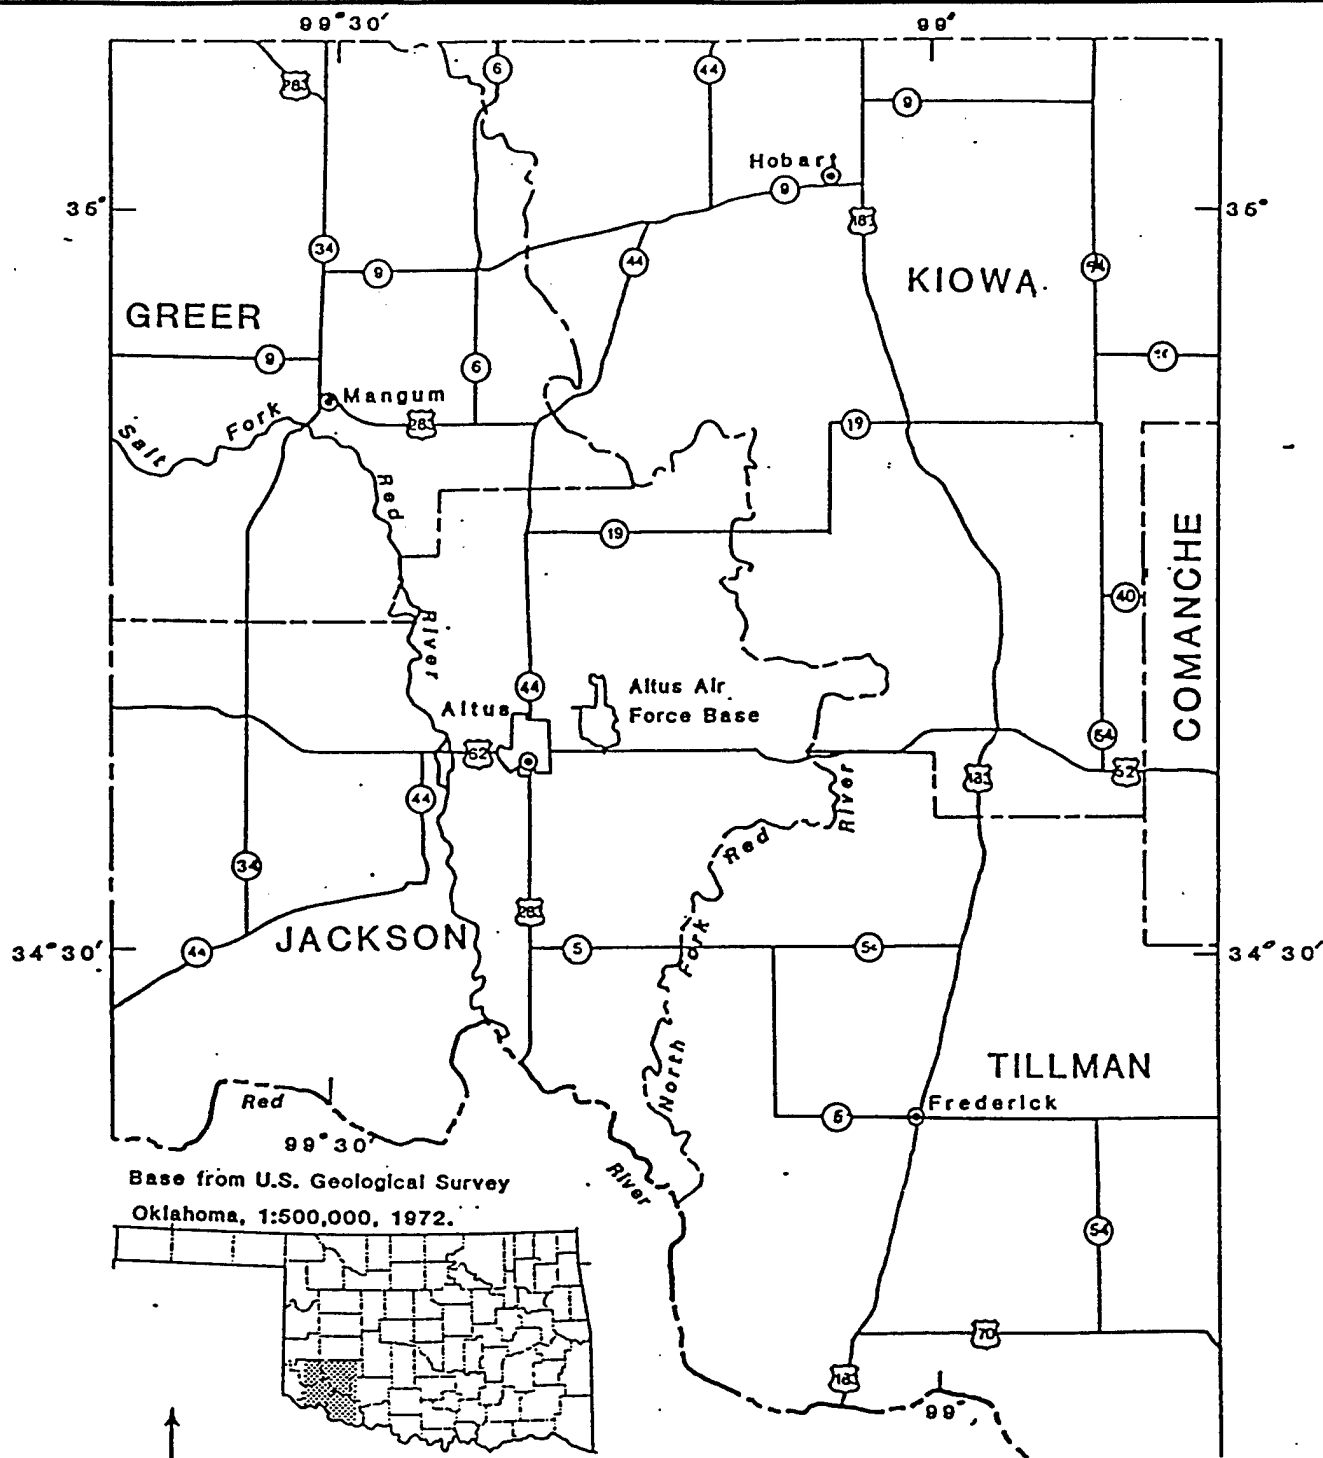 99°30'
99°
283
6
44
9
Hobart
9
35°
35°
183
34
44
9
KIOWA
94
GREER
9
6
Mangum
283
19
Salt Fork
Red
19
COMANCHE
40
River
44
Altus
Altus Air
Force Base
62
54
183
62
44
River
Red
34
283
JACKSON
44
5
54
Fork
34°30'
34°30'
North
TILLMAN
Red
Frederick
5
99°30'
River
Base from U.S. Geological Survey
Oklahoma, 1:500,000, 1972.
54
70
183
99°